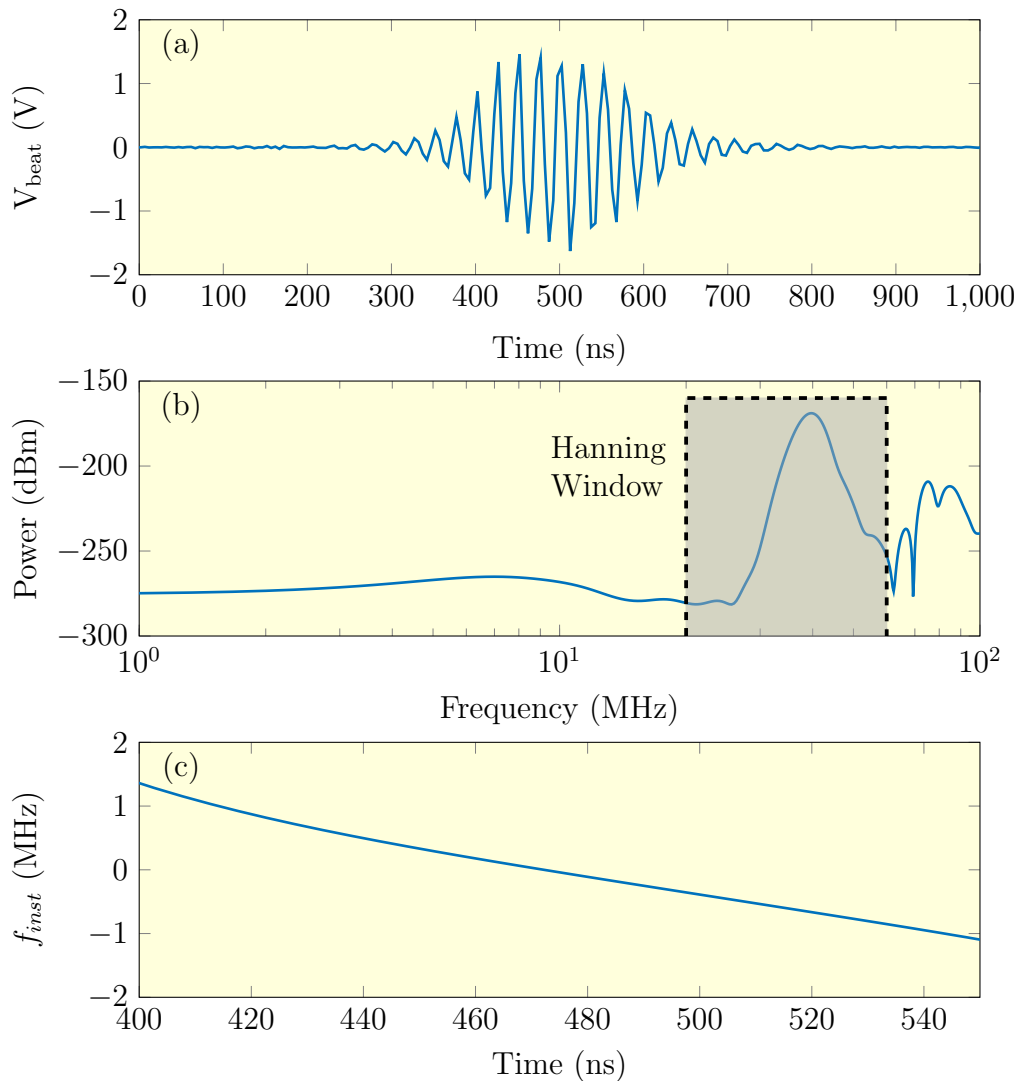 (a)
V_beat (V)
2
1
0
−1
−2
0 100 200 300 400 500 600 700 800 900 1,000
Time (ns)
(b)
Power (dBm)
−150
−200
−250
−300
Hanning
Window
10^0 10^1 10^2
Frequency (MHz)
(c)
f_inst (MHz)
2
1
0
−1
−2
400 420 440 460 480 500 520 540
Time (ns)